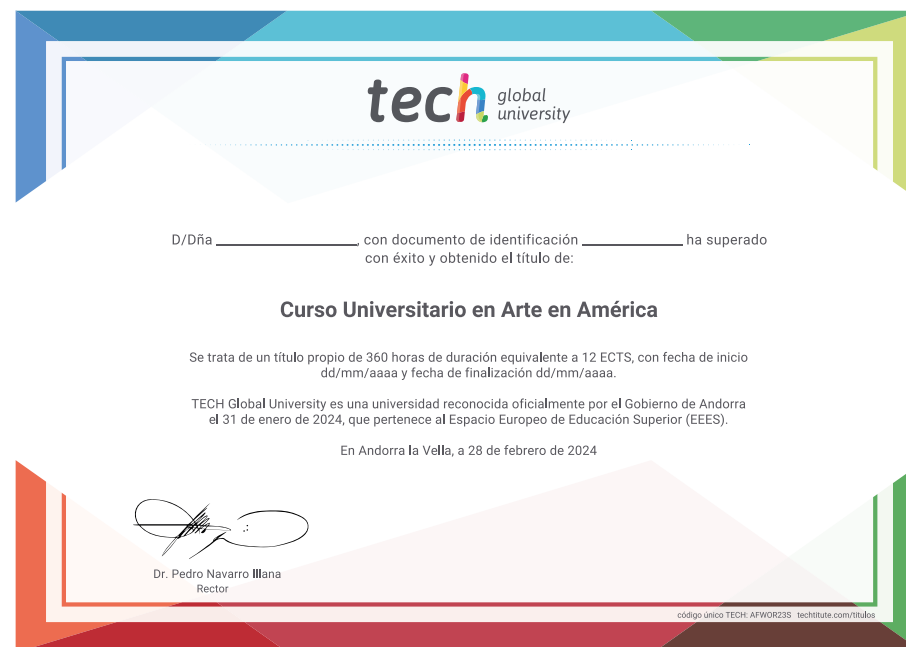 tech global university
D/Dña , con documento de identificación ha superado
con éxito y obtenido el título de:
Curso Universitario en Arte en América
Se trata de un título propio de 360 horas de duración equivalente a 12 ECTS, con fecha de inicio
dd/mm/aaaa y fecha de finalización dd/mm/aaaa.
TECH Global University es una universidad reconocida oficialmente por el Gobierno de Andorra
el 31 de enero de 2024, que pertenece al Espacio Europeo de Educación Superior (EEES).
En Andorra la Vella, a 28 de febrero de 2024
Dr. Pedro Navarro Illana
Rector
código único TECH: AFWOR23S techtitute.com/titulos